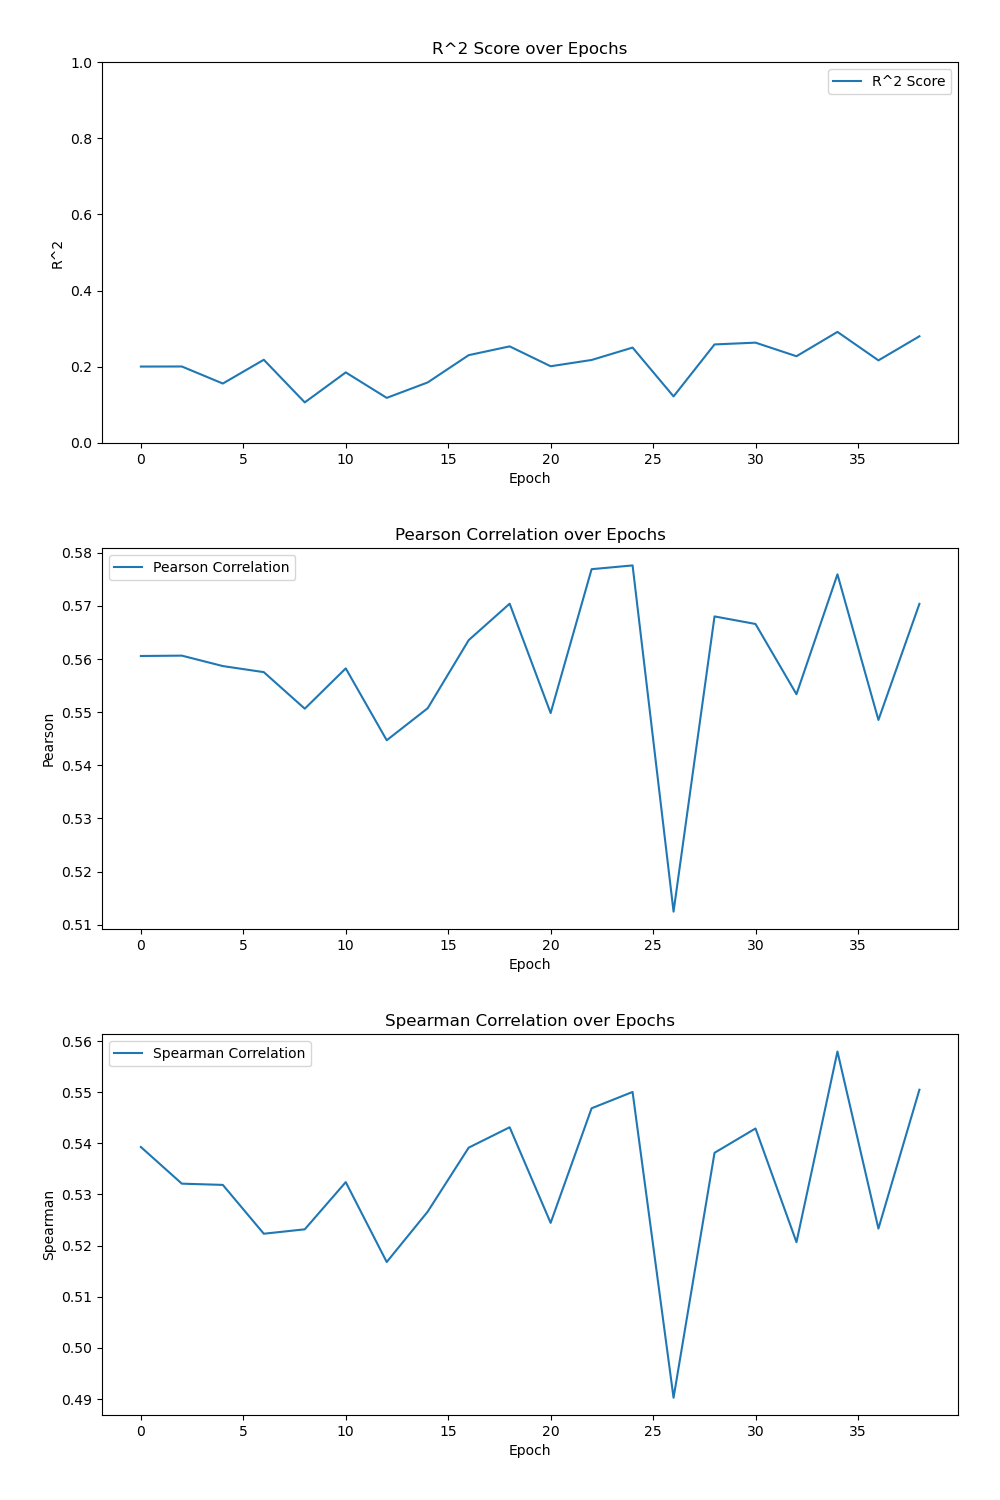 R^2 Score over Epochs
1.0
R^2 Score
0.8
0.6
R^2
0.4
0.2
0.0
0 5 10 15 20 25 30 35
Epoch
Pearson Correlation over Epochs
0.58
Pearson Correlation
0.57
0.56
0.55
Pearson
0.54
0.53
0.52
0.51
0 5 10 15 20 25 30 35
Epoch
Spearman Correlation over Epochs
0.56
Spearman Correlation
0.55
0.54
0.53
Spearman
0.52
0.51
0.50
0.49
0 5 10 15 20 25 30 35
Epoch